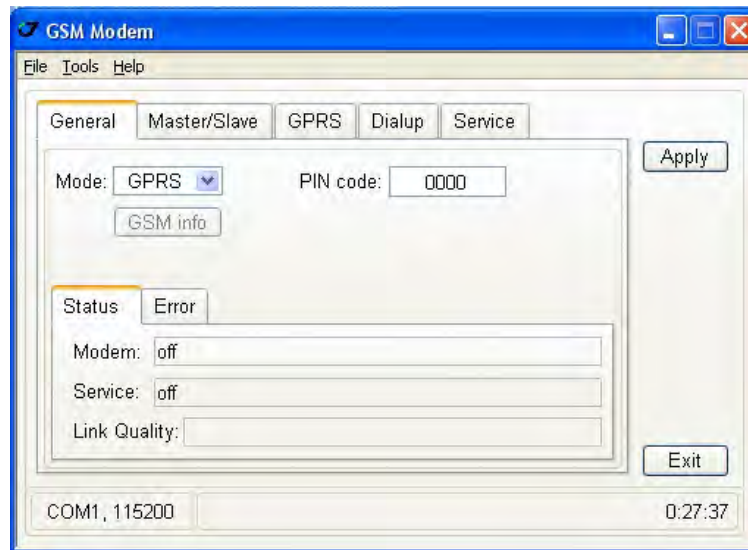 GSM Modem
File Tools Help
General Master/Slave GPRS Dialup Service
Apply
Mode: GPRS PIN code: 0000
GSM info
Status Error
Modem: off
Service: off
Link Quality:
Exit
COM1, 115200 0:27:37